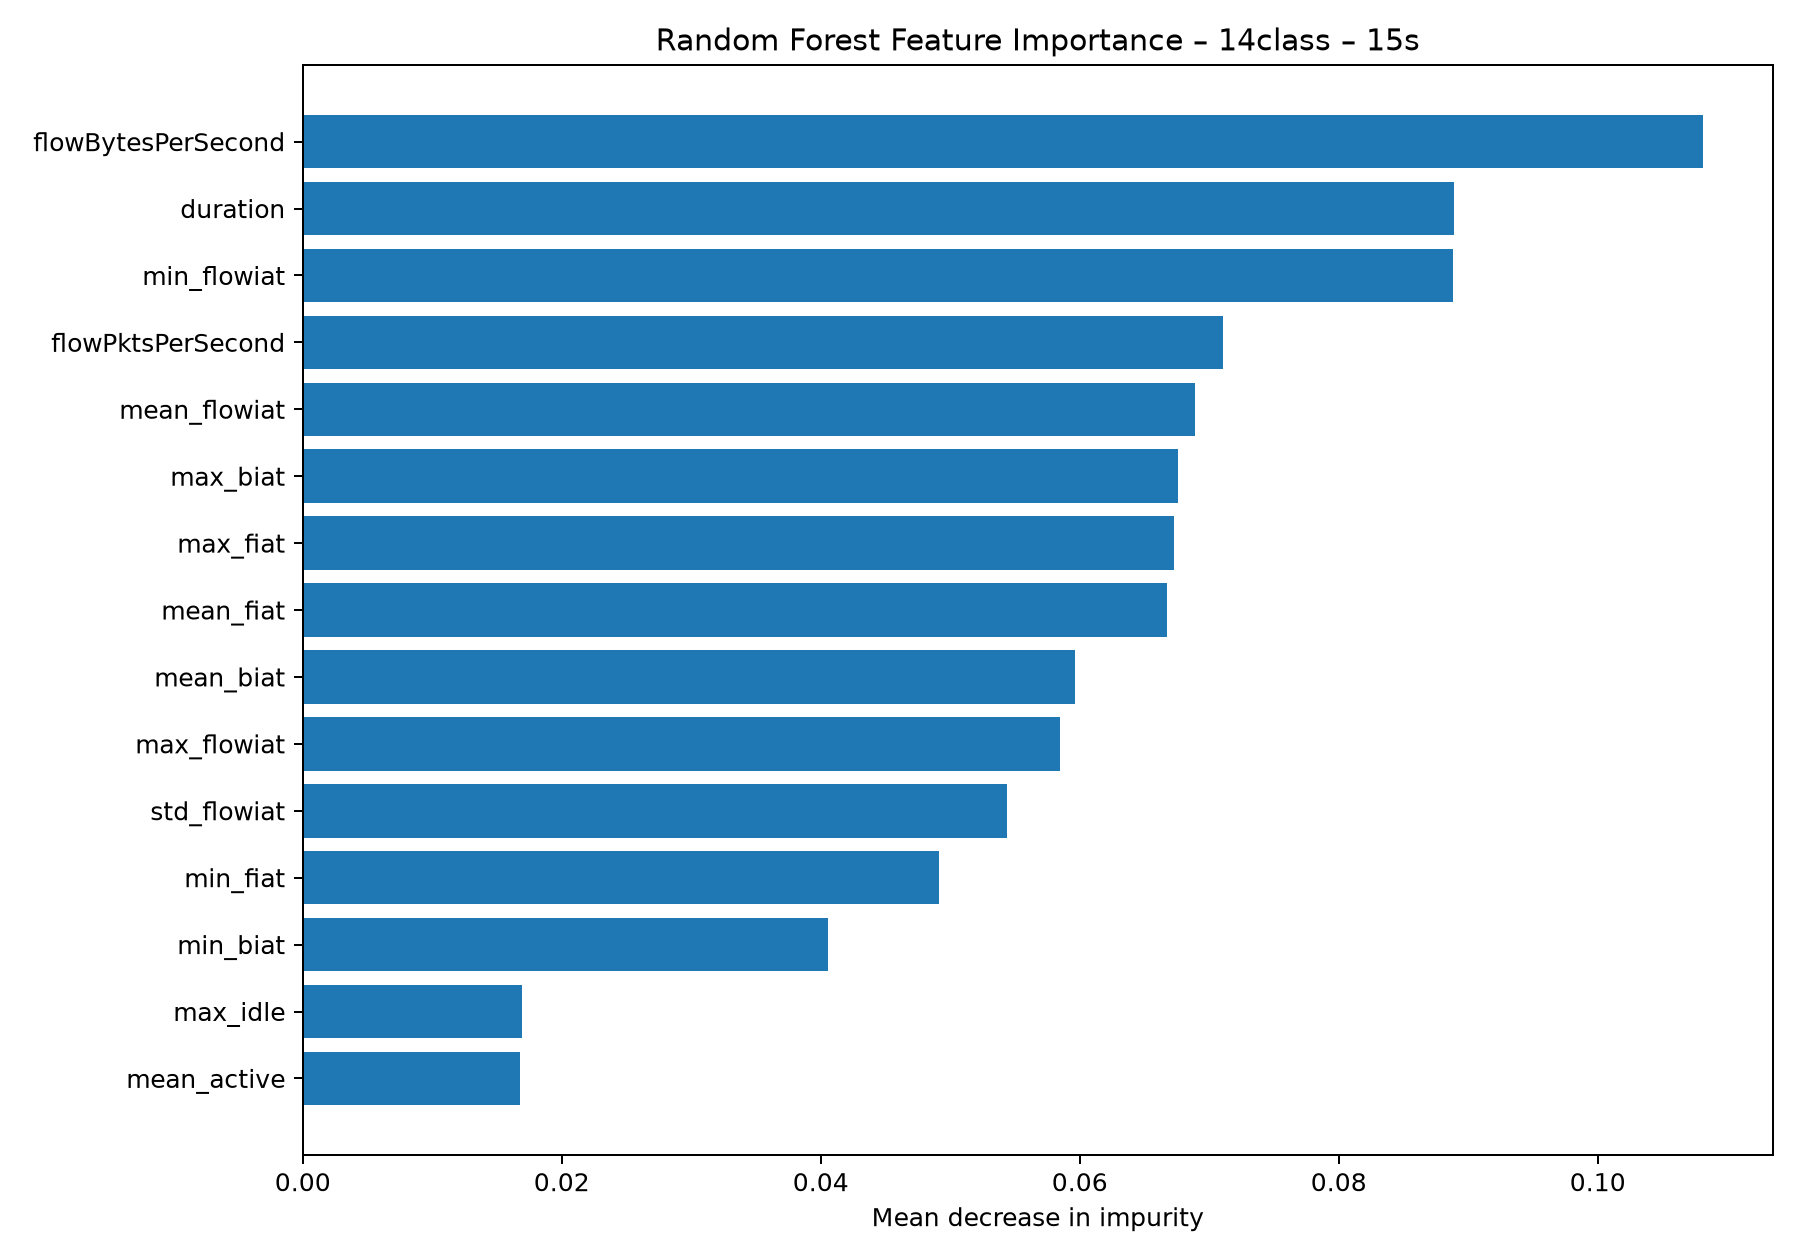 Random Forest Feature Importance – 14class – 15s
flowBytesPerSecond
duration
min_flowiat
flowPktsPerSecond
mean_flowiat
max_biat
max_fiat
mean_fiat
mean_biat
max_flowiat
std_flowiat
min_fiat
min_biat
max_idle
mean_active
0.00 0.02 0.04 0.06 0.08 0.10
Mean decrease in impurity